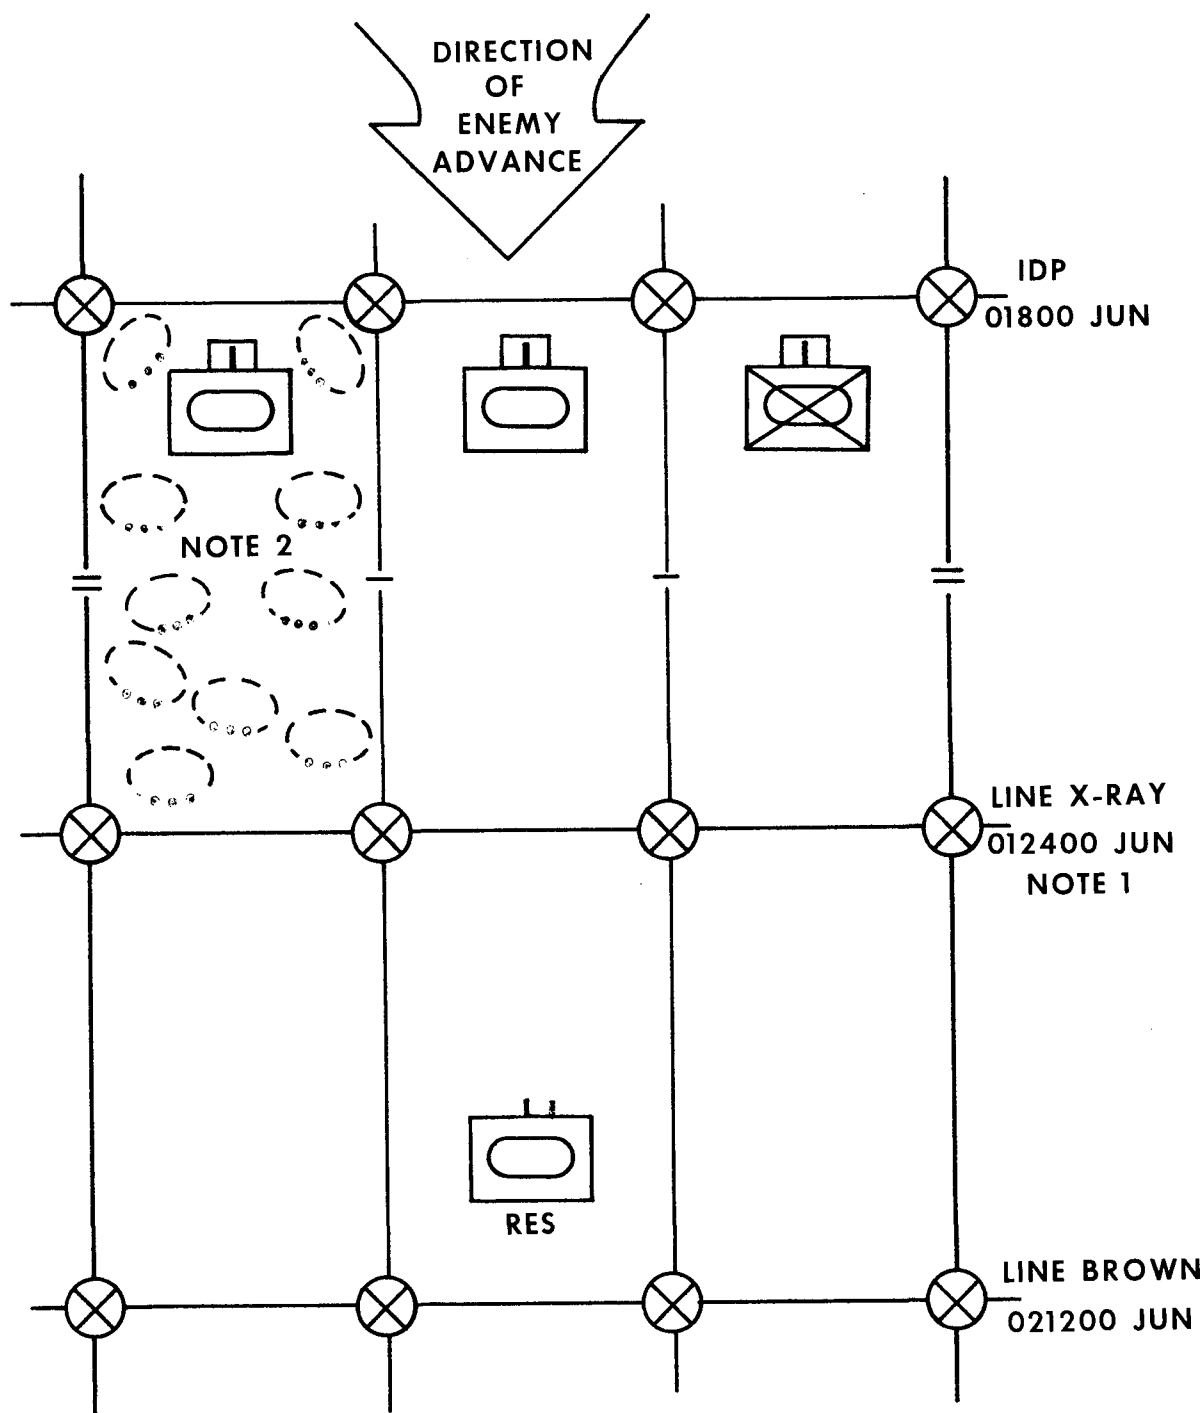 DIRECTION
OF
ENEMY
ADVANCE
IDP
01800 JUN
NOTE 2
LINE X-RAY
012400 JUN
NOTE 1
RES
LINE BROWN
021200 JUN